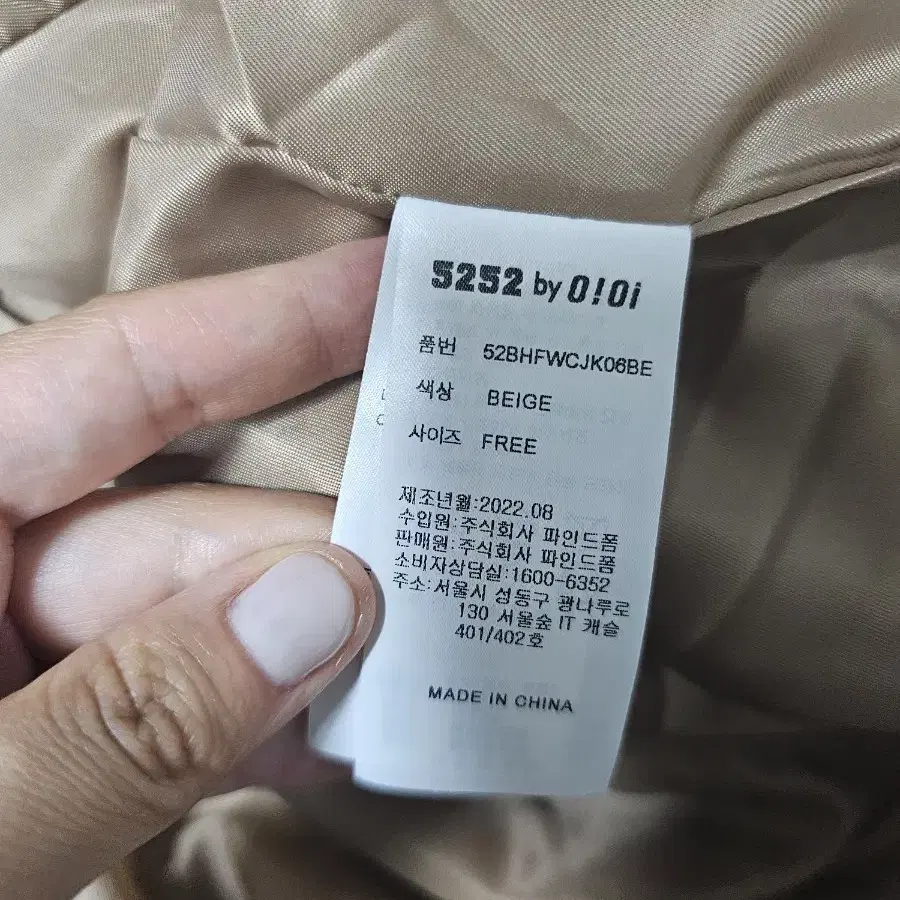 5252 by O!Oi
품번 52BHFWCJK06BE
색상 BEIGE
사이즈 FREE
제조년월:2022.08
수입원:주식회사 파인드폼
판매원:주식회사 파인드폼
소비자상담실:1600-6352
주소:서울시 성동구 광나루로
130 서울숲 IT 캐슬
401/402호
MADE IN CHINA